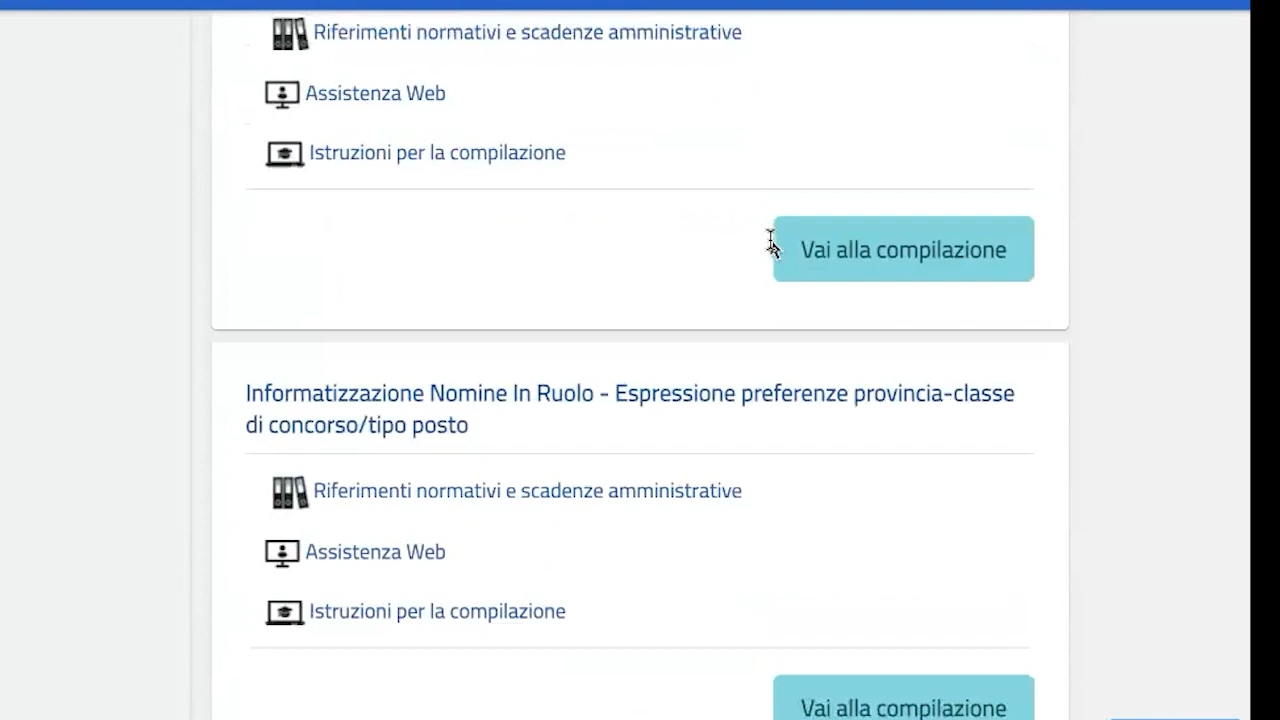 Riferimenti normativi e scadenze amministrative
Assistenza Web
Istruzioni per la compilazione
Vai alla compilazione
Informatizzazione Nomine In Ruolo - Espressione preferenze provincia-classe
di concorso/tipo posto
Riferimenti normativi e scadenze amministrative
Assistenza Web
Istruzioni per la compilazione
Vai alla compilazione